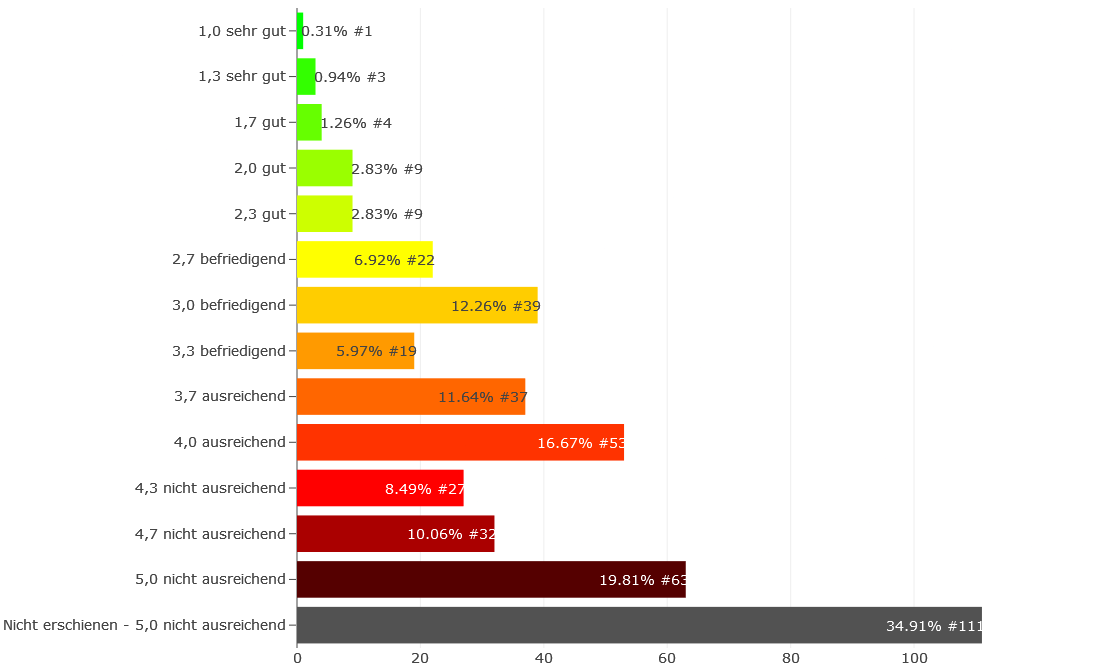 1,0 sehr gut 0.31% #1
1,3 sehr gut 0.94% #3
1,7 gut 1.26% #4
2,0 gut 2.83% #9
2,3 gut 2.83% #9
2,7 befriedigend 6.92% #22
3,0 befriedigend 12.26% #39
3,3 befriedigend 5.97% #19
3,7 ausreichend 11.64% #37
4,0 ausreichend 16.67% #53
4,3 nicht ausreichend 8.49% #27
4,7 nicht ausreichend 10.06% #32
5,0 nicht ausreichend 19.81% #63
Nicht erschienen - 5,0 nicht ausreichend 34.91% #111
0 20 40 60 80 100